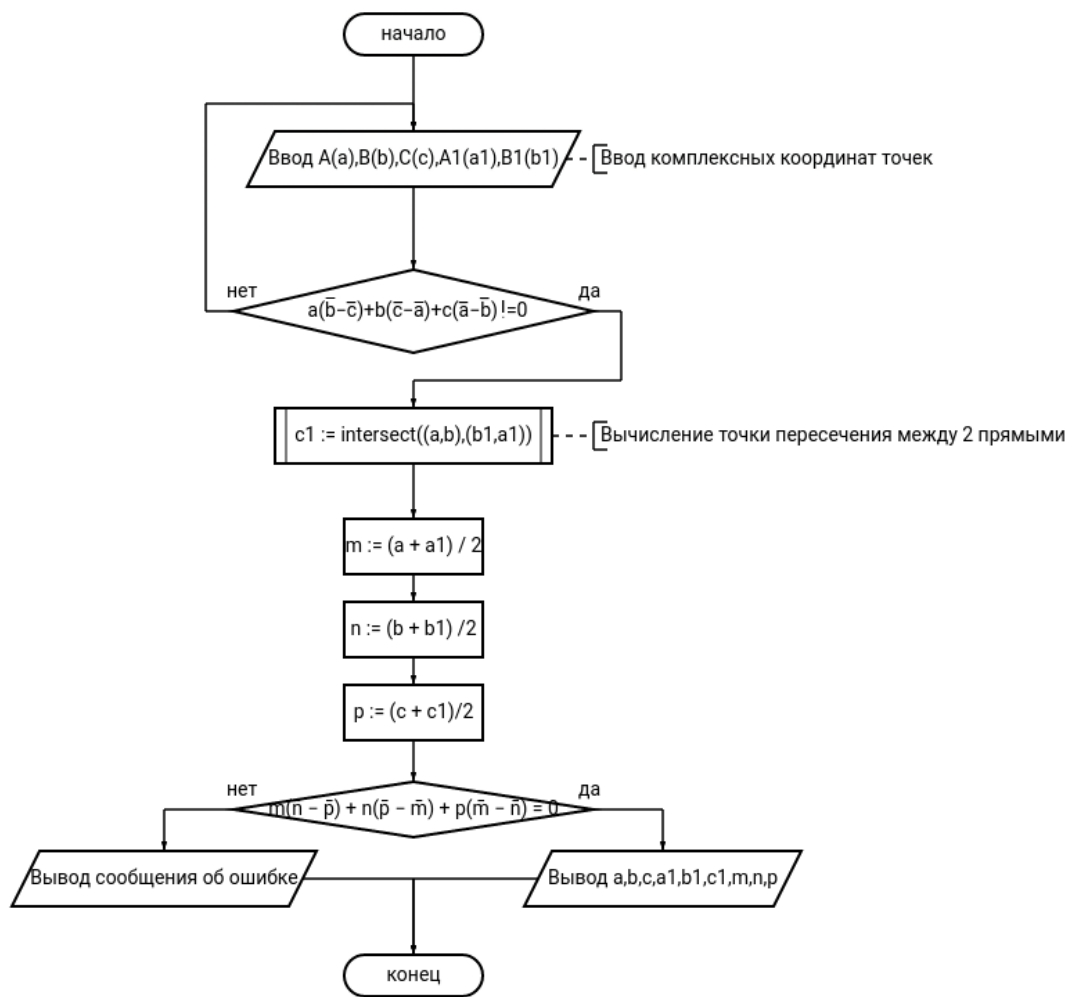 начало
Ввод A(a),B(b),C(c),A1(a1),B1(b1)
Ввод комплексных координат точек
нет
да
a(b̄−c̄)+b(c̄−ā)+c(ā−b̄)!=0
c1 := intersect((a,b),(b1,a1))
Вычисление точки пересечения между 2 прямыми
m := (a + a1) / 2
n := (b + b1) /2
p := (c + c1)/2
нет
да
m(n̄ − p̄) + n(p̄ − m̄) + p(m̄ − n̄) = 0
Вывод сообщения об ошибке
Вывод a,b,c,a1,b1,c1,m,n,p
конец